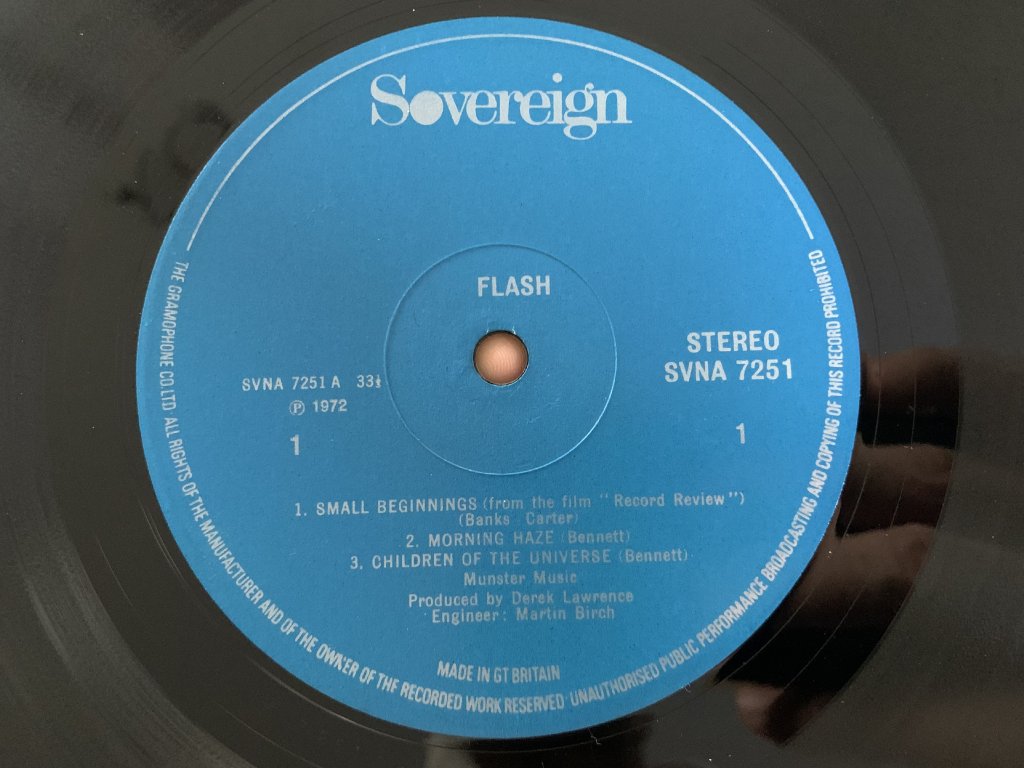 Sovereign
FLASH
STEREO
SVNA 7251
SVNA 7251 A 33⅓
Ⓟ 1972
1
1
1. SMALL BEGINNINGS (from the film "Record Review")
(Banks Carter)
2. MORNING HAZE (Bennett)
3. CHILDREN OF THE UNIVERSE (Bennett)
Munster Music
Produced by Derek Lawrence
Engineer: Martin Birch
MADE IN GT BRITAIN
THE GRAMOPHONE CO. LTD. ALL RIGHTS OF THE MANUFACTURER AND OF THE OWNER OF THE RECORDED WORK RESERVED UNAUTHORISED PUBLIC PERFORMANCE BROADCASTING AND COPYING OF THIS RECORD PROHIBITED